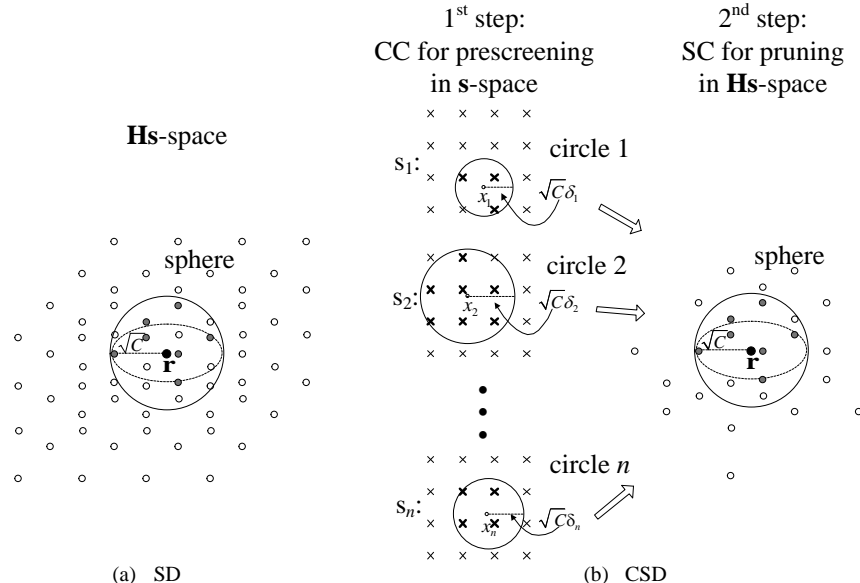 1st step:
CC for prescreening
in s-space
2nd step:
SC for pruning
in Hs-space
Hs-space
sphere
√C
r
s1:
circle 1
x1
√Cδ1
s2:
circle 2
x2
√Cδ2
sn:
circle n
xn
√Cδn
sphere
√C
r
(a) SD
(b) CSD